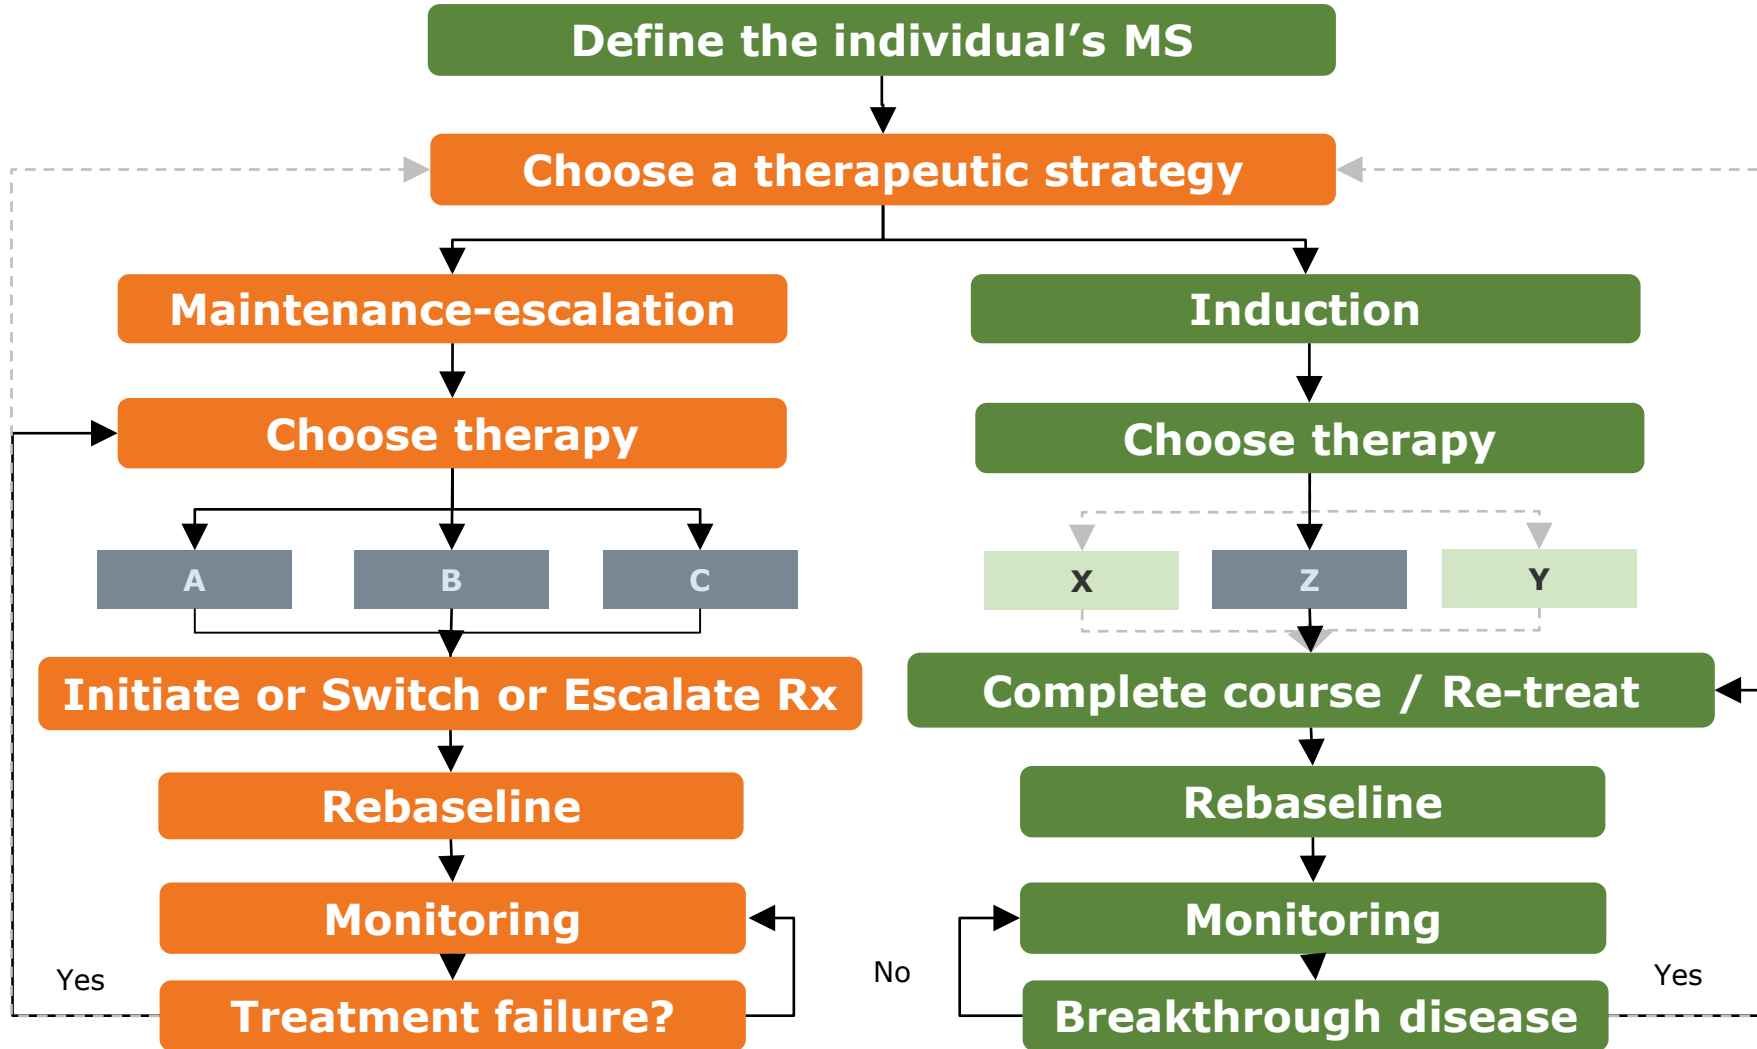 Define the individual’s MS
Choose a therapeutic strategy
Maintenance-escalation
Induction
Choose therapy
Choose therapy
A
B
C
X
Z
Y
Initiate or Switch or Escalate Rx
Complete course / Re-treat
Rebaseline
Rebaseline
Monitoring
Monitoring
Yes
No
Yes
Treatment failure?
Breakthrough disease